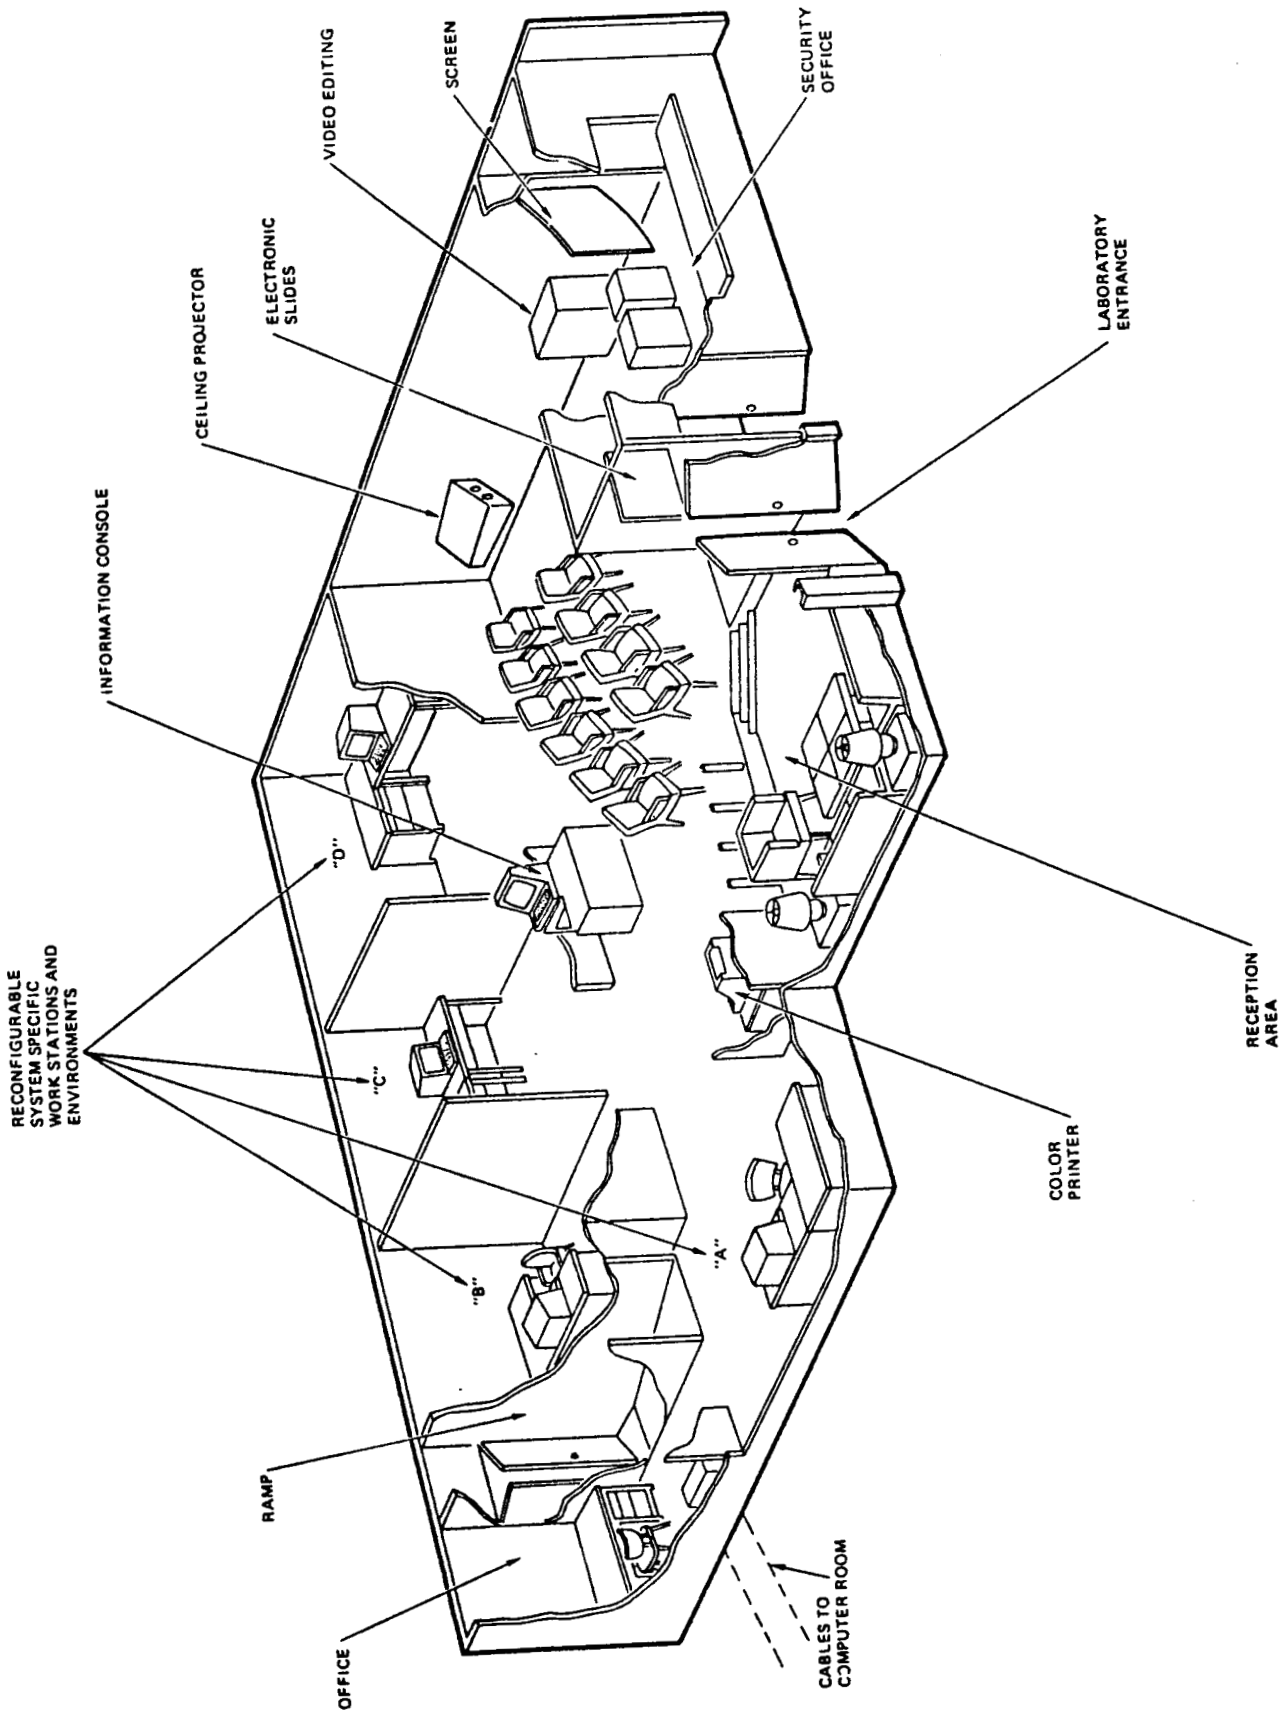 RECONFIGURABLE
SYSTEM SPECIFIC
WORK STATIONS AND
ENVIRONMENTS
INFORMATION CONSOLE
CEILING PROJECTOR
RAMP
ELECTRONIC
SLIDES
OFFICE
"D"
VIDEO EDITING
"C"
SCREEN
"B"
"A"
CABLES TO
COMPUTER ROOM
SECURITY
OFFICE
COLOR
PRINTER
LABORATORY
ENTRANCE
RECEPTION
AREA